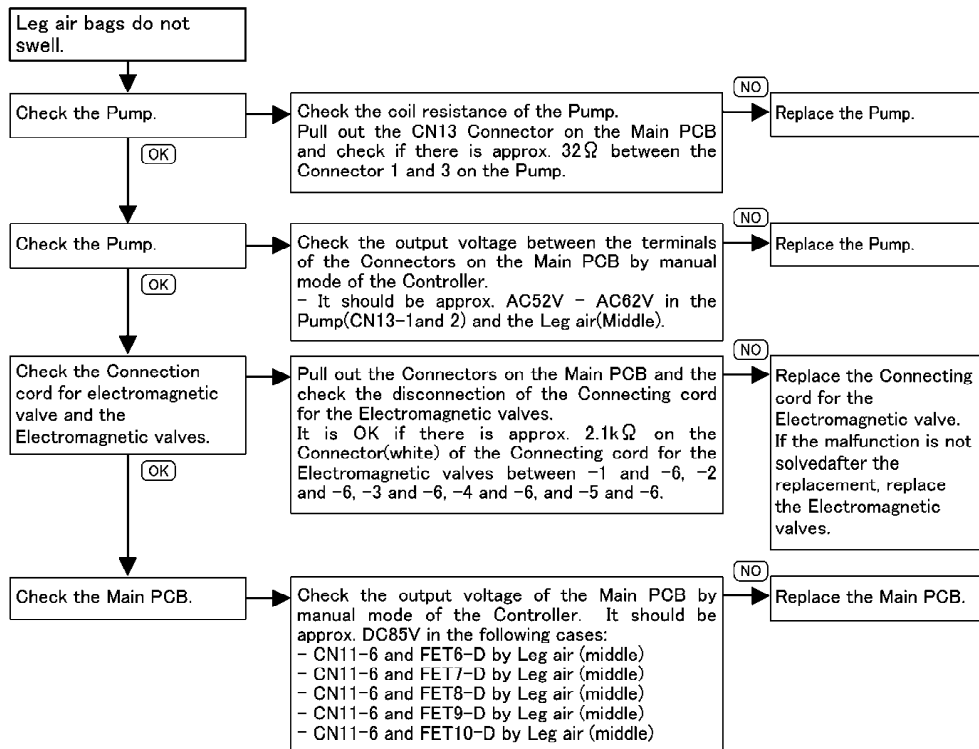 Leg air bags do not
swell.
Check the Pump.
OK
Check the coil resistance of the Pump.
Pull out the CN13 Connector on the Main PCB
and check if there is approx. 32Ω between the
Connector 1 and 3 on the Pump.
NO
Replace the Pump.
Check the Pump.
OK
Check the output voltage between the terminals
of the Connectors on the Main PCB by manual
mode of the Controller.
- It should be approx. AC52V - AC62V in the
Pump(CN13-1and 2) and the Leg air(Middle).
NO
Replace the Pump.
Check the Connection
cord for electromagnetic
valve and the
Electromagnetic valves.
OK
Pull out the Connectors on the Main PCB and the
check the disconnection of the Connecting cord
for the Electromagnetic valves.
It is OK if there is approx. 2.1kΩ on the
Connector(white) of the Connecting cord for the
Electromagnetic valves between -1 and -6, -2
and -6, -3 and -6, -4 and -6, and -5 and -6.
NO
Replace the Connecting
cord for the
Electromagnetic valve.
If the malfunction is not
solvedafter the
replacement, replace
the Electromagnetic
valves.
Check the Main PCB.
Check the output voltage of the Main PCB by
manual mode of the Controller. It should be
approx. DC85V in the following cases:
- CN11-6 and FET6-D by Leg air (middle)
- CN11-6 and FET7-D by Leg air (middle)
- CN11-6 and FET8-D by Leg air (middle)
- CN11-6 and FET9-D by Leg air (middle)
- CN11-6 and FET10-D by Leg air (middle)
NO
Replace the Main PCB.